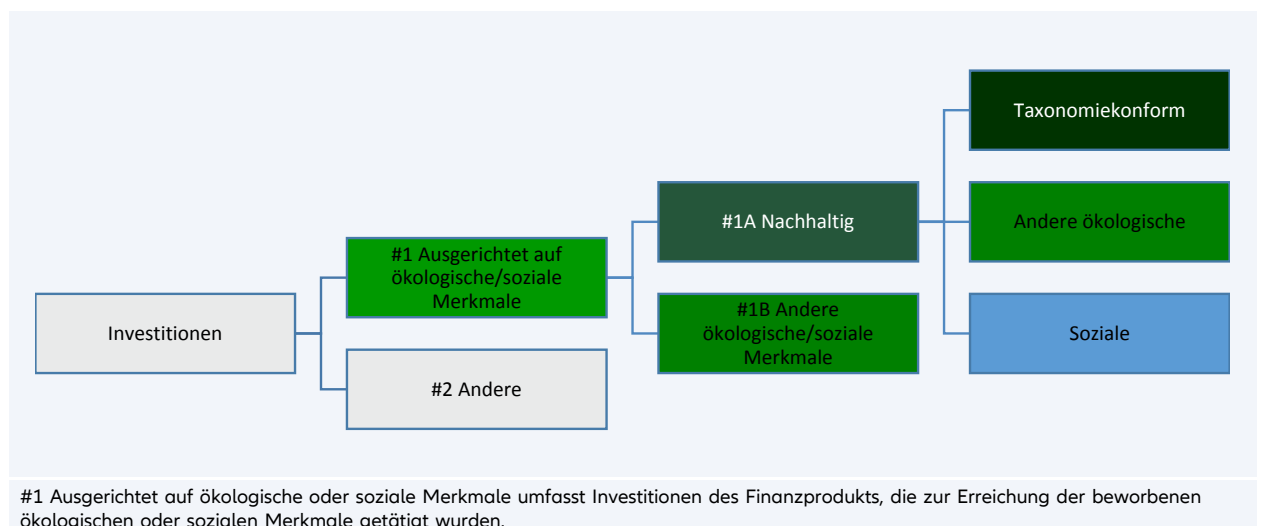 Taxonomiekonform
#1A Nachhaltig
Andere ökologische
#1 Ausgerichtet auf
ökologische/soziale
Merkmale
Investitionen
#1B Andere
ökologische/soziale
Merkmale
Soziale
#2 Andere
#1 Ausgerichtet auf ökologische oder soziale Merkmale umfasst Investitionen des Finanzprodukts, die zur Erreichung der beworbenen
ökologischen oder sozialen Merkmale getätigt wurden.